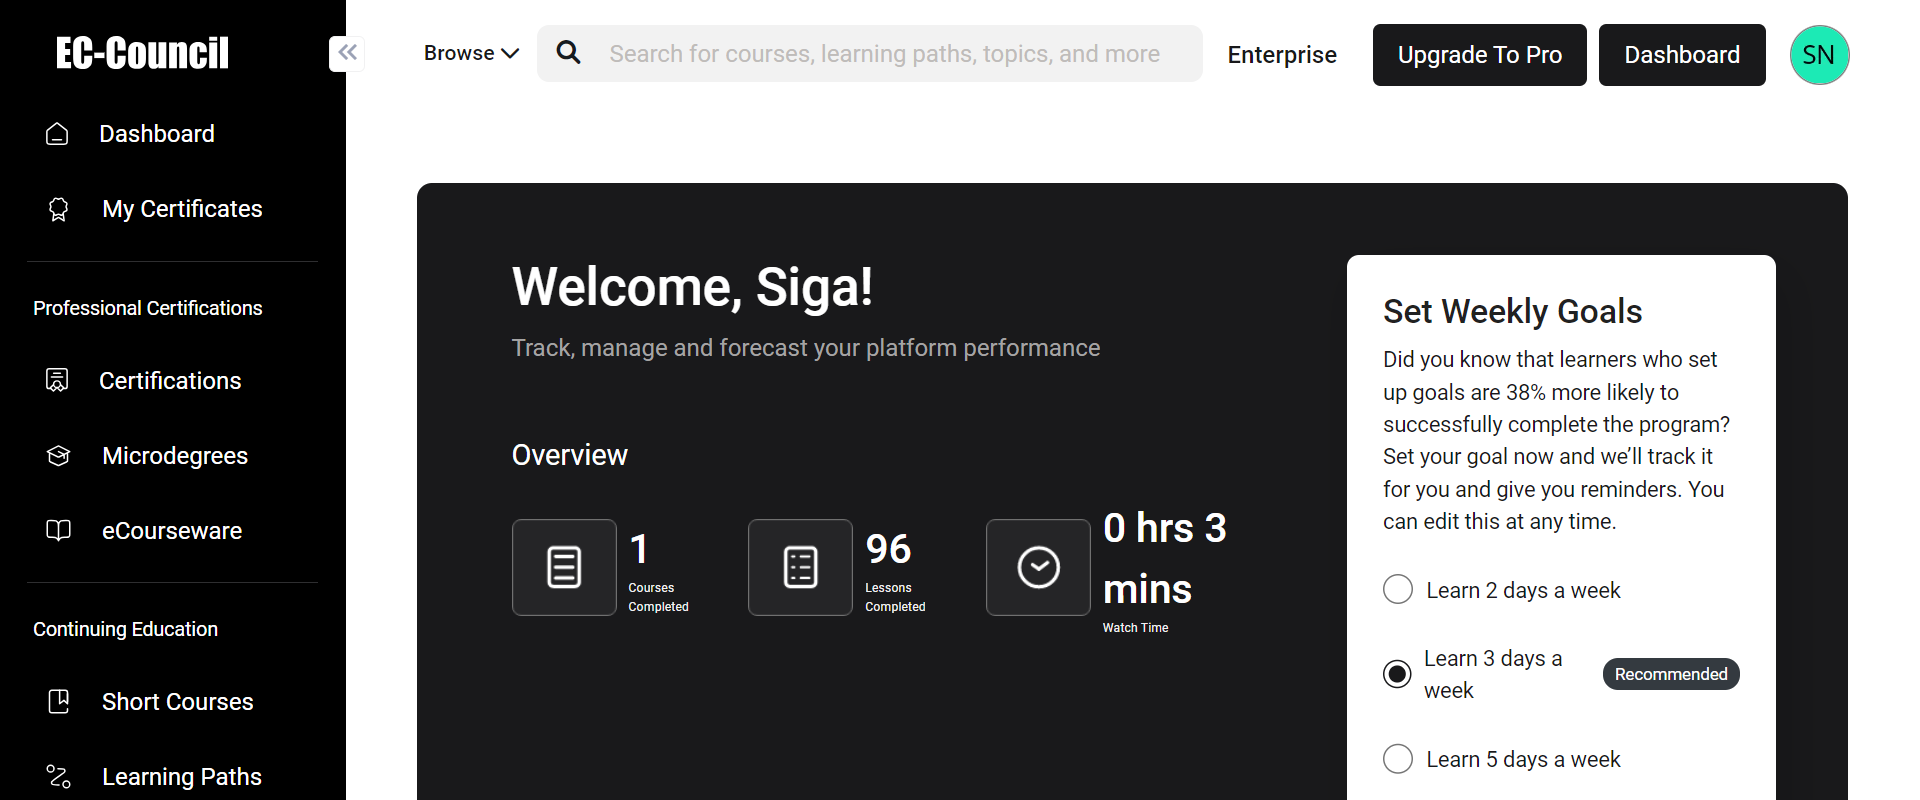 EC-Council
Dashboard
My Certificates
Professional Certifications
Certifications
Microdegrees
eCourseware
Continuing Education
Short Courses
Learning Paths
Browse
Search for courses, learning paths, topics, and more
Enterprise
Upgrade To Pro
Dashboard
SN
Welcome, Siga!
Track, manage and forecast your platform performance
Overview
1
Courses
Completed
96
Lessons
Completed
0 hrs 3
mins
Watch Time
Set Weekly Goals
Did you know that learners who set
up goals are 38% more likely to
successfully complete the program?
Set your goal now and we’ll track it
for you and give you reminders. You
can edit this at any time.
Learn 2 days a week
Learn 3 days a
week
Recommended
Learn 5 days a week